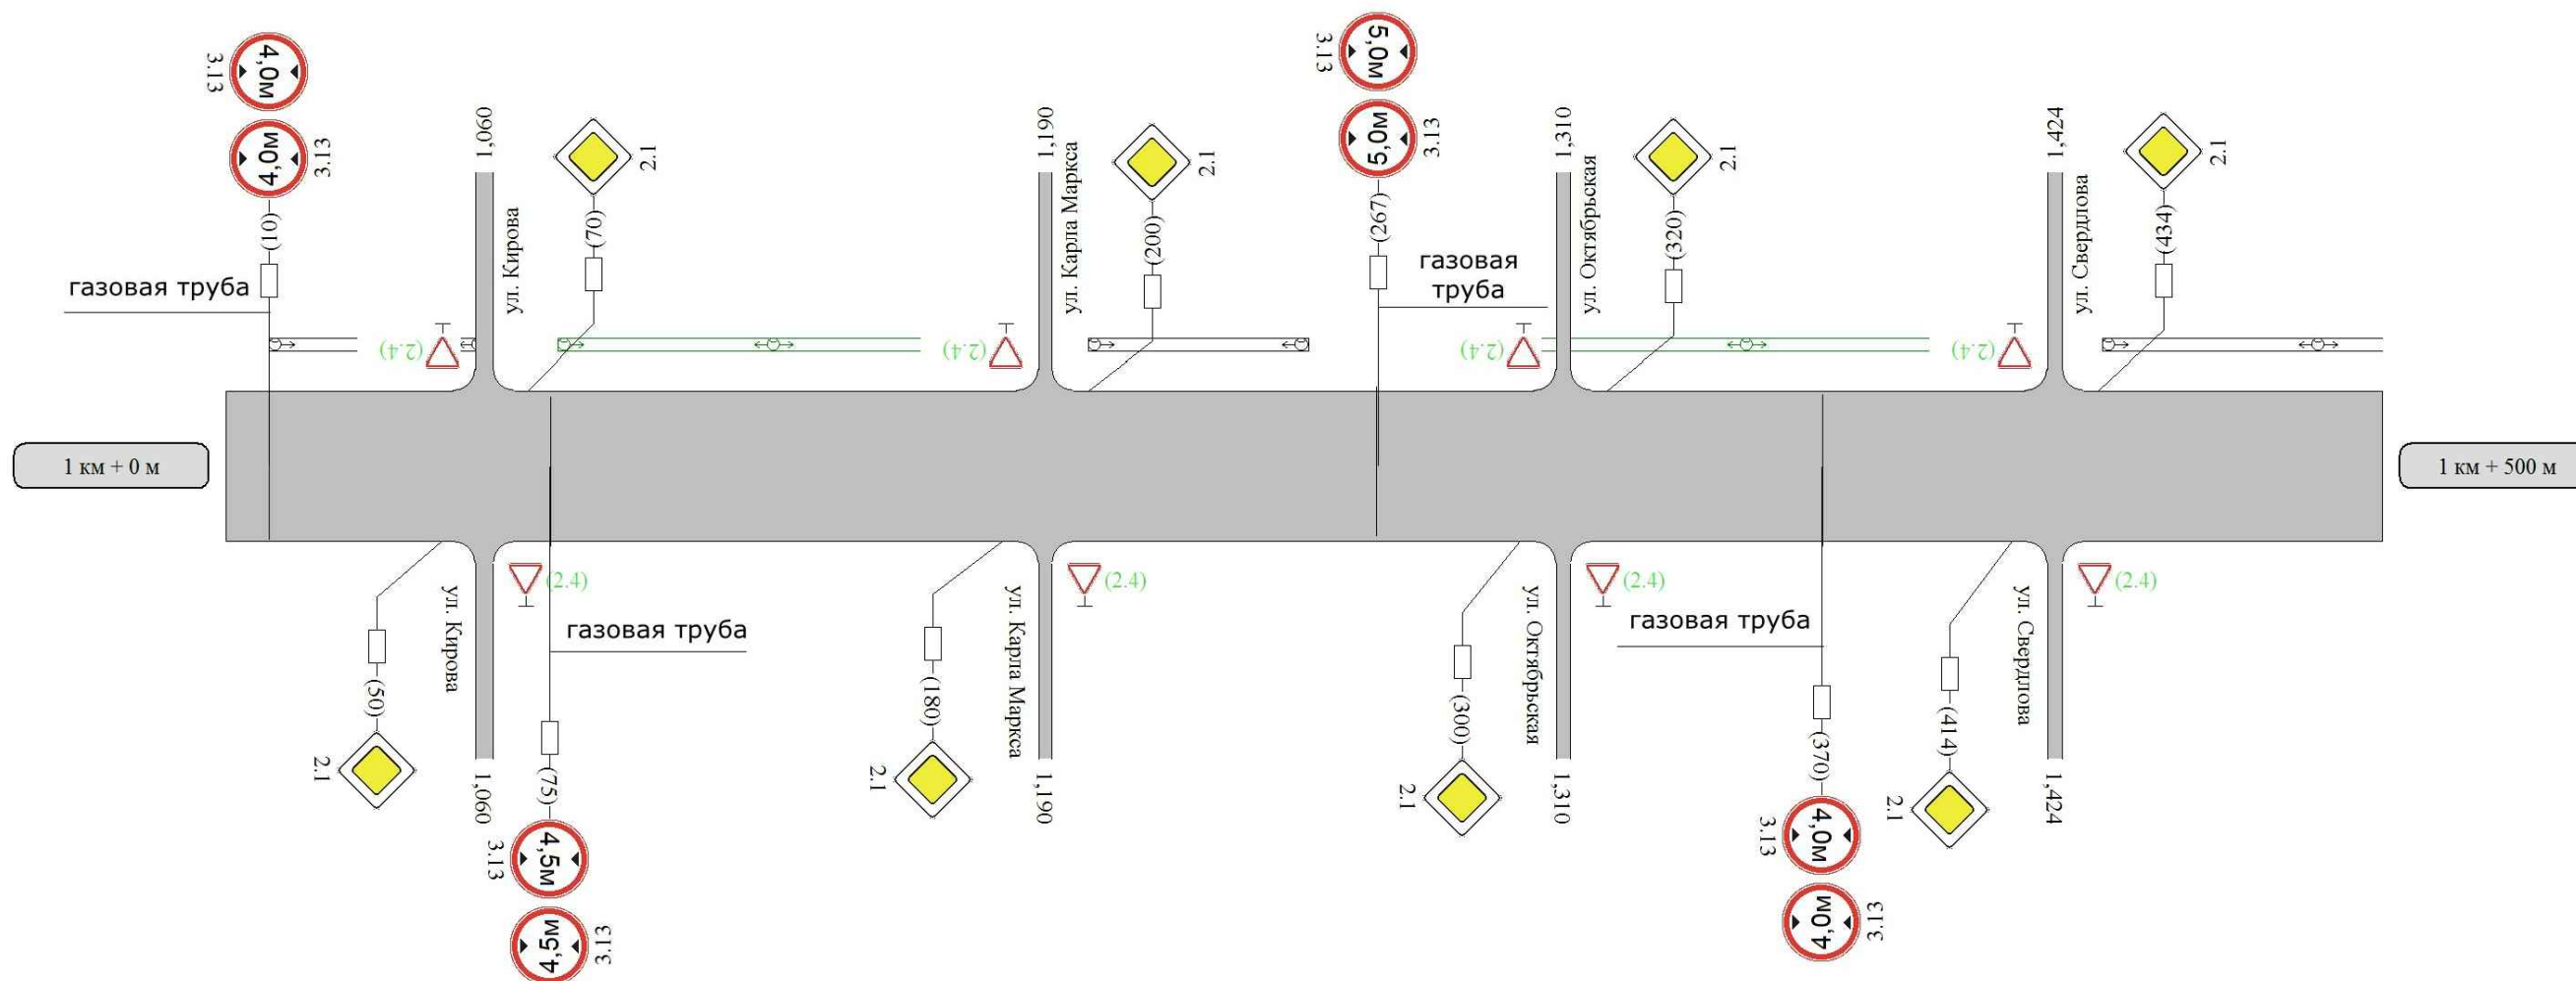 3.13
4,0м
4,0м
3.13
(10)
газовая труба
1,060
ул. Кирова
2.1
(70)
(2.4)
1,190
ул. Карла Маркса
2.1
(200)
(2.4)
3.13
5,0м
5,0м
3.13
(267)
газовая
труба
1,310
ул. Октябрьская
2.1
(320)
(2.4)
1,424
ул. Свердлова
2.1
(434)
(2.4)
1 км + 0 м
1 км + 500 м
ул. Кирова
(50)
2.1
1,060
(2.4)
газовая труба
(75)
3.13
4,5м
4,5м
3.13
ул. Карла Маркса
(180)
2.1
1,190
(2.4)
ул. Октябрьская
(300)
2.1
1,310
(2.4)
газовая труба
(370)
3.13
4,0м
4,0м
3.13
ул. Свердлова
(414)
2.1
1,424
(2.4)